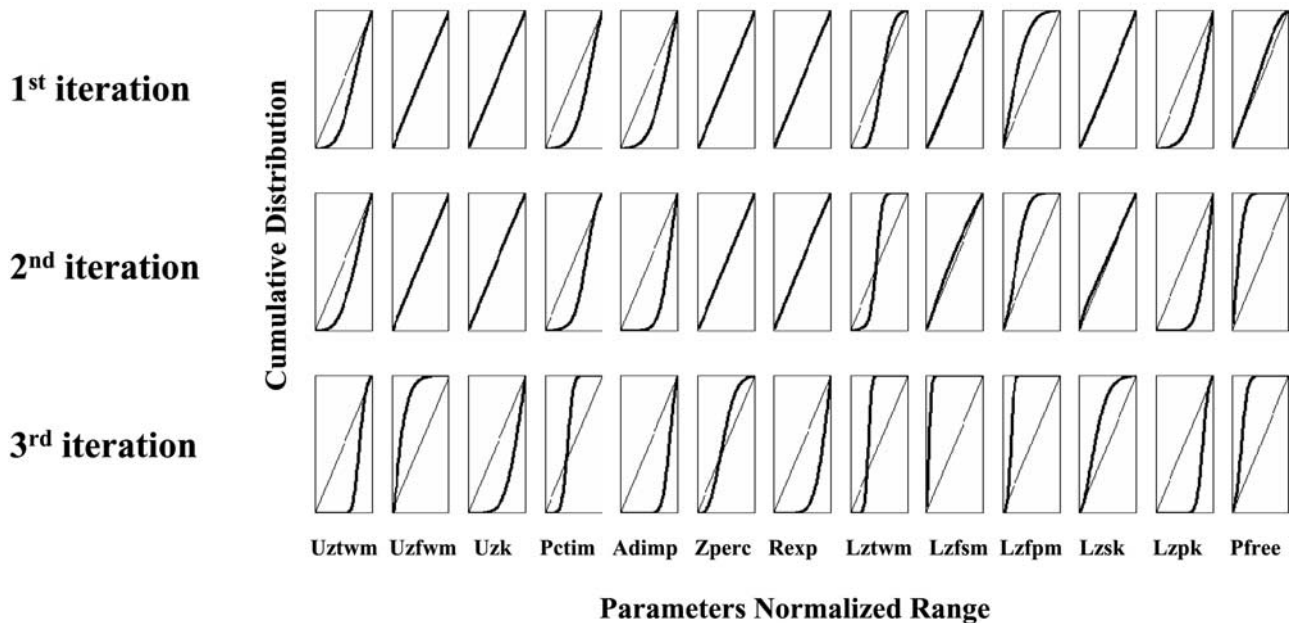 1st iteration
2nd iteration
3rd iteration
Cumulative Distribution
Uztwm Uzfwm Uzk Pctim Adimp Zperc Rexp Lztwm Lzfsm Lzfpm Lzsk Lzpk Pfree
Parameters Normalized Range